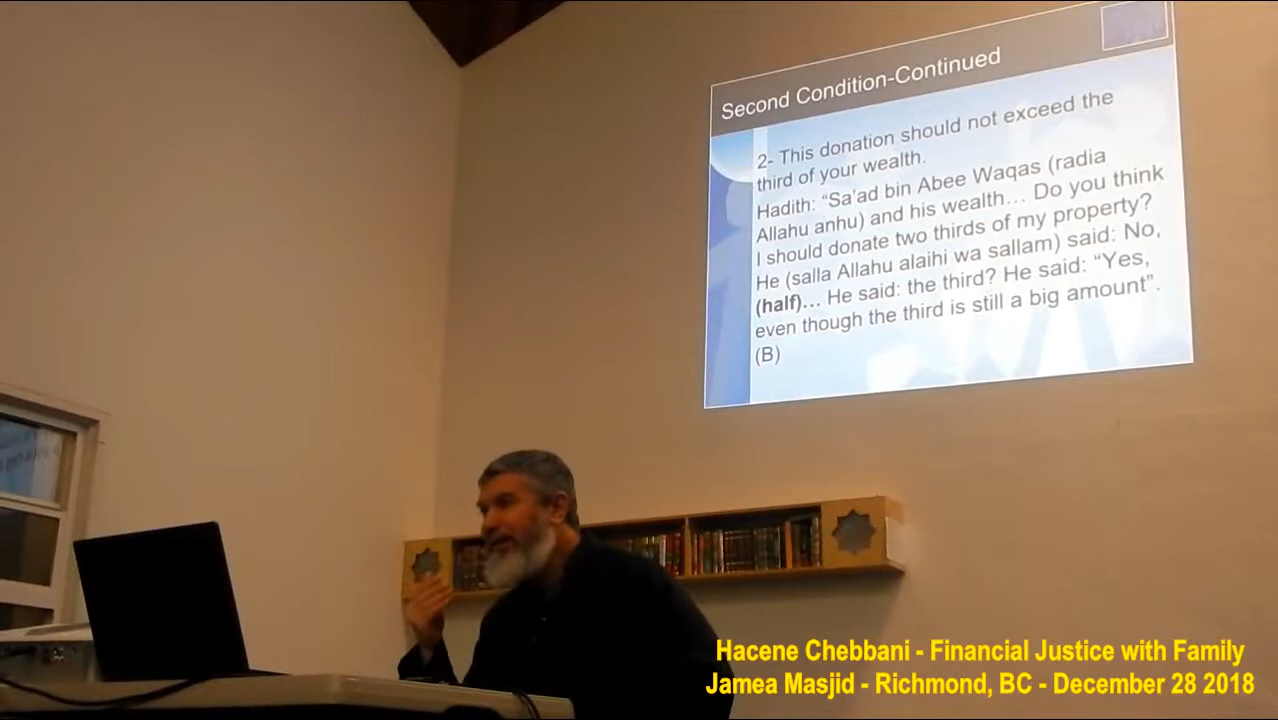 Second Condition-Continued
2- This donation should not exceed the
third of your wealth.
Hadith: “Sa’ad bin Abee Waqas (radia
Allahu anhu) and his wealth… Do you think
I should donate two thirds of my property?
He (salla Allahu alaihi wa sallam) said: No,
(half)… He said: the third? He said: “Yes,
even though the third is still a big amount”.
(B)
Hacene Chebbani - Financial Justice with Family
Jamea Masjid - Richmond, BC - December 28 2018